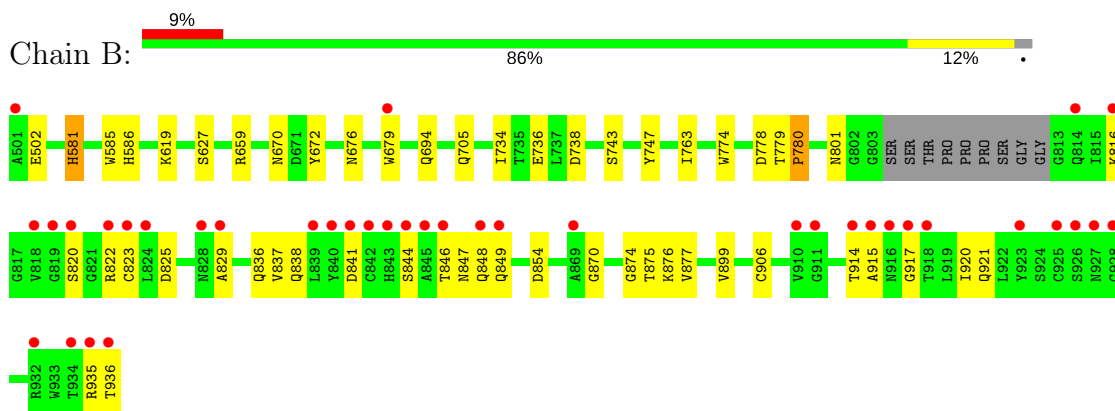 9%
Chain B:
86% 12% •
A501 E502 H581 W585 H586 K619 S627 R659 N670 D671 Y672 N676 W679 Q694 Q705 I734 T735 E736 L737 D738 S743 Y747 I763 W774 D778 T779 P780 N801 G802 G803 SER SER THR PRO PRO PRO SER GLY GLY G813 Q814 I815 K816
G817 V818 G819 S820 G821 R822 C823 L824 D825 N828 A829 Q836 V837 Q838 L839 Y840 D841 C842 H843 S844 A845 T846 N847 Q848 Q849 D854 A869 G870 G874 T875 K876 V877 V899 C906 V910 G911 T914 A915 N916 G917 T918 L919 I920 Q921 L922 Y923 S924 C925 S926 N927
R932 W933 T934 R935 T936